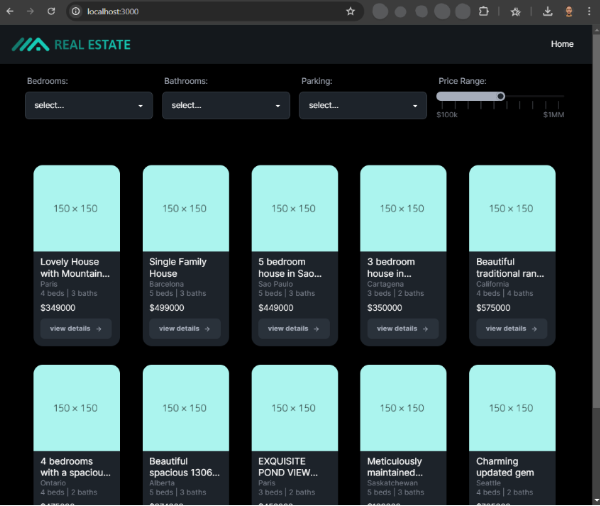 localhost:3000
REAL ESTATE
Home
Bedrooms:
Bathrooms:
Parking:
Price Range:
select...
select...
select...
$100k
$1MM
150 × 150
150 × 150
150 × 150
150 × 150
150 × 150
Lovely House
with Mountain...
Paris
4 beds | 3 baths
$349000
view details →
Single Family
House
Barcelona
5 beds | 3 baths
$499000
view details →
5 bedroom
house in Sao...
Sao Paulo
5 beds | 3 baths
$449000
view details →
3 bedroom
house in...
Cartagena
3 beds | 2 baths
$350000
view details →
Beautiful
traditional ran...
California
4 beds | 4 baths
$575000
view details →
150 × 150
150 × 150
150 × 150
150 × 150
150 × 150
4 bedrooms
with a spaciou...
Ontario
4 beds | 2 baths
Beautiful
spacious 1306...
Alberta
5 beds | 3 baths
EXQUISITE
POND VIEW...
Paris
3 beds | 2 baths
Meticulously
maintained...
Saskatchewan
5 beds | 3 baths
Charming
updated gem
Seattle
4 beds | 2 baths